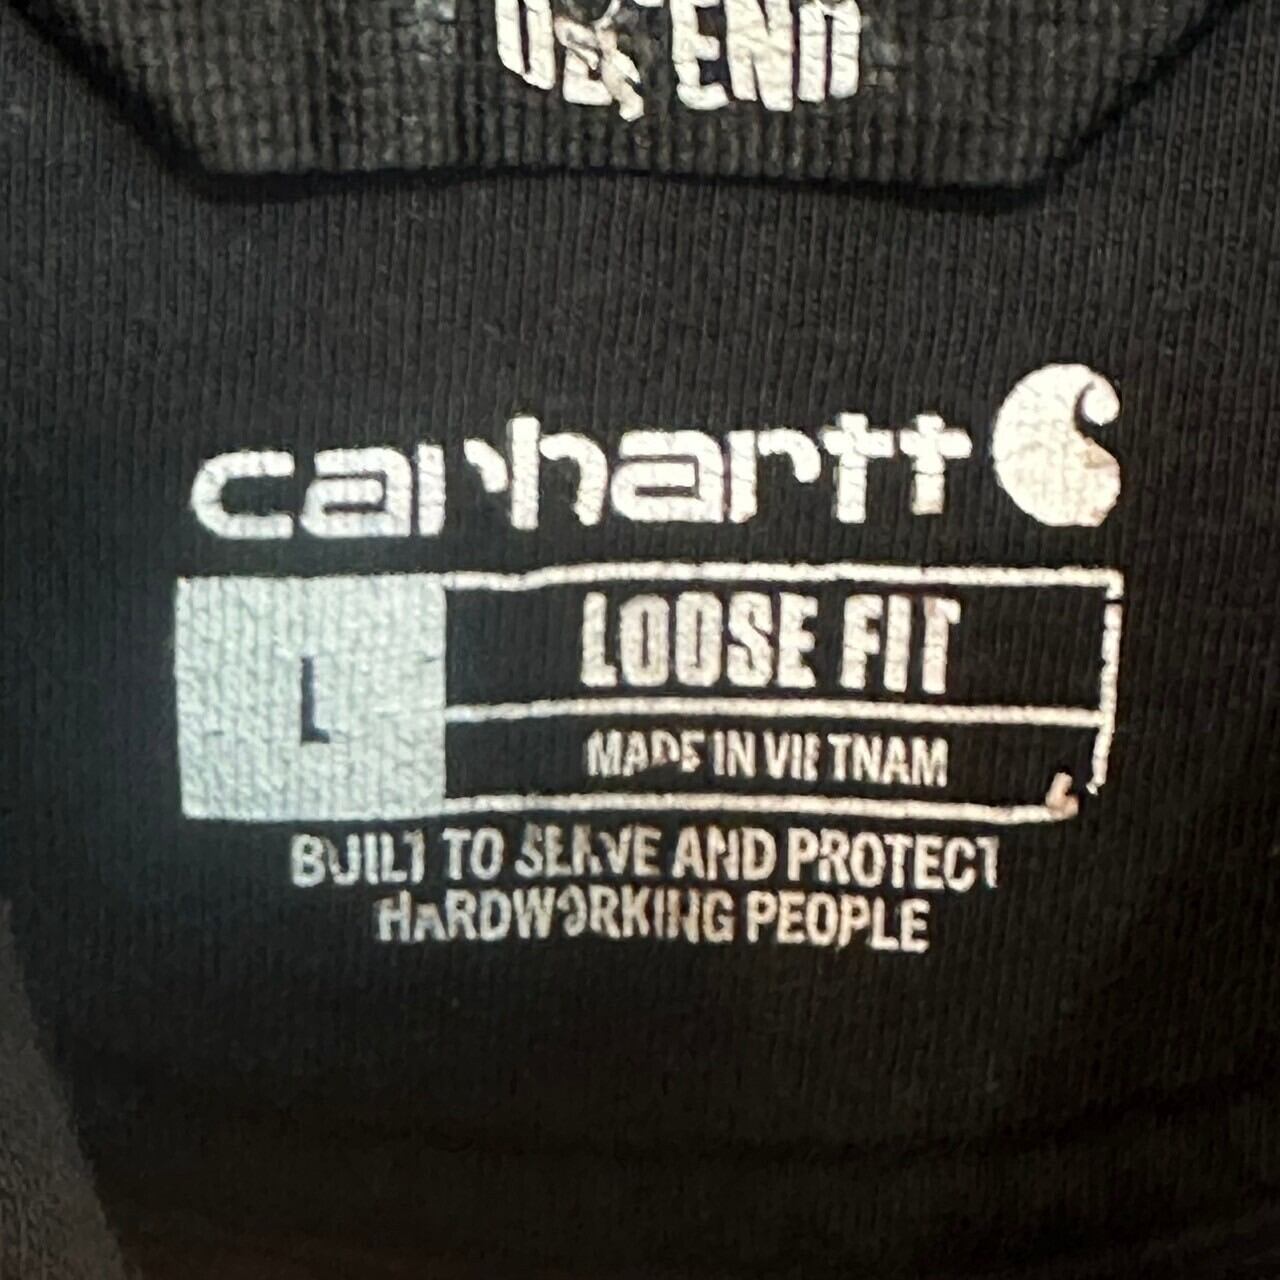 carhartt
L
LOOSE FIT
MADE IN VIETNAM
BUILT TO SERVE AND PROTECT
HARDWORKING PEOPLE